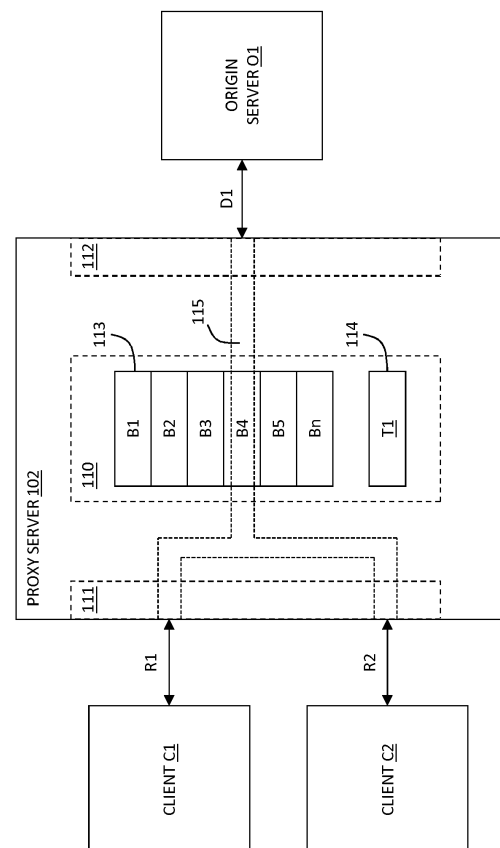 ORIGIN
SERVER O1
D1
PROXY SERVER 102
112
115
113
114
110
B1
B2
B3
B4
B5
Bn
T1
111
R1
R2
CLIENT C1
CLIENT C2